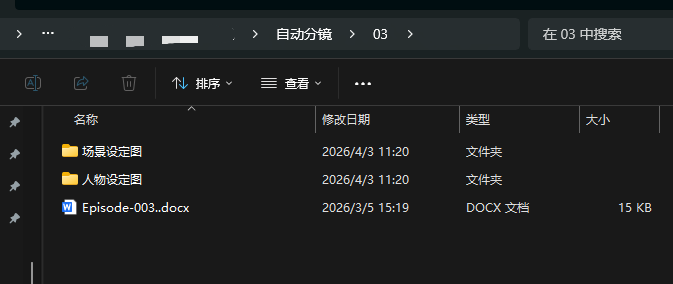 自动分镜 03 在 03 中搜索
排序 查看
名称 修改日期 类型 大小
场景设定图 2026/4/3 11:20 文件夹
人物设定图 2026/4/3 11:20 文件夹
Episode-003..docx 2026/3/5 15:19 DOCX 文档 15 KB